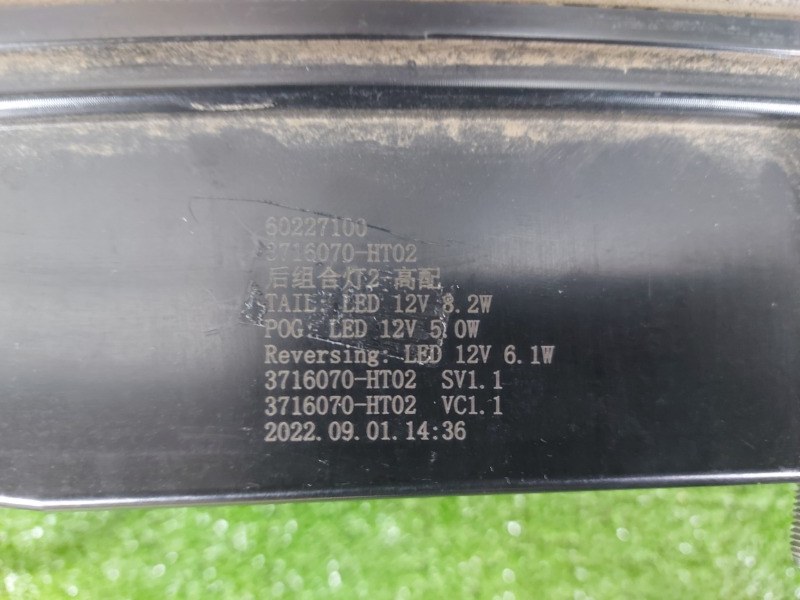 60227100
3716070-HT02
后组合灯2 高配
TAIL: LED 12V 8.2W
POG: LED 12V 5.0W
Reversing: LED 12V 6.1W
3716070-HT02 SV1.1
3716070-HT02 VC1.1
2022.09.01.14:36